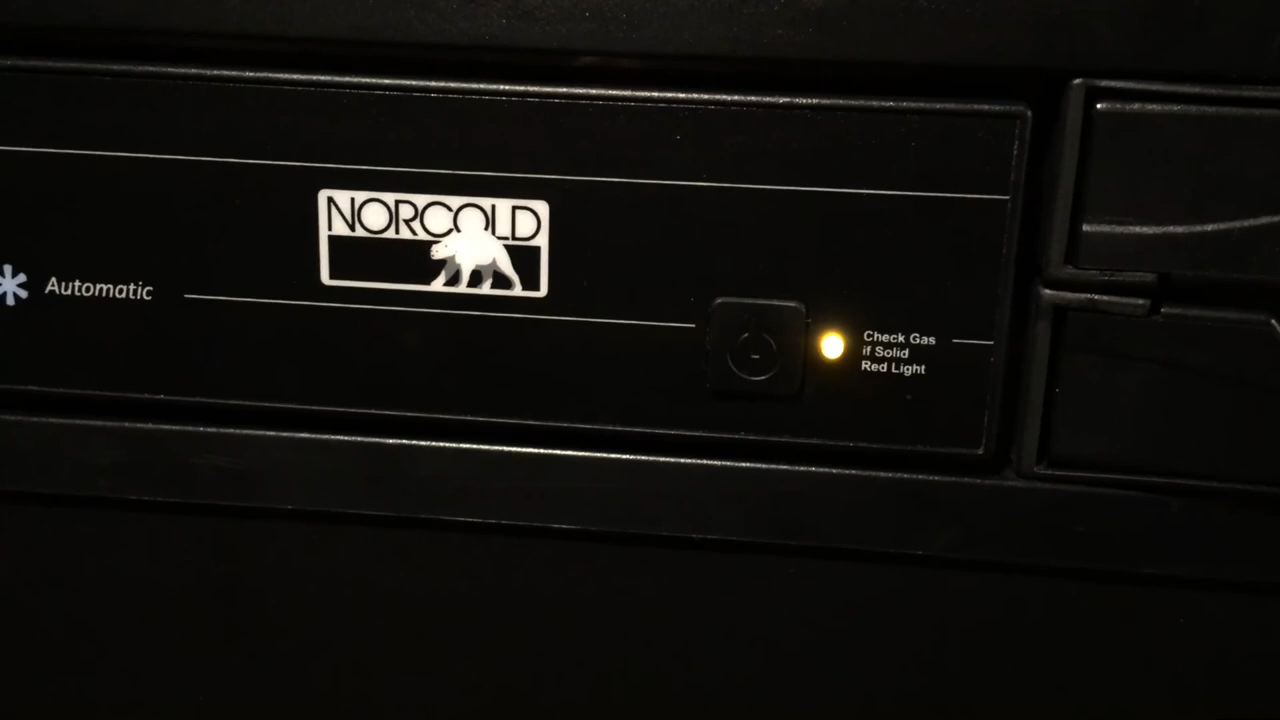 NORCOLD
Automatic
Check Gas
if Solid
Red Light